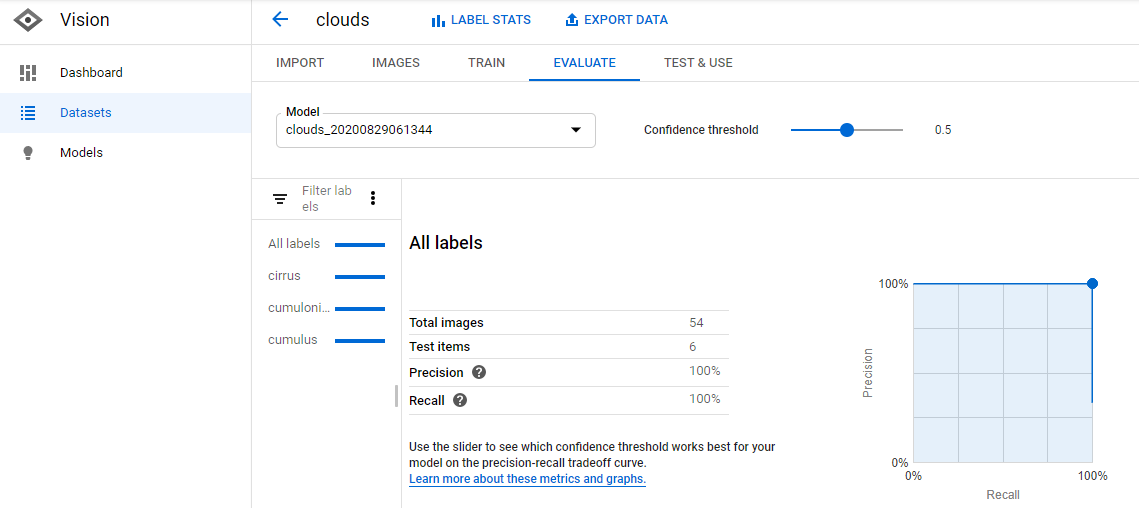 Vision
clouds
LABEL STATS
EXPORT DATA
Dashboard
Datasets
Models
IMPORT
IMAGES
TRAIN
EVALUATE
TEST & USE
Model
clouds_20200829061344
Confidence threshold
0.5
Filter lab
els
All labels
cirrus
cumuloni...
cumulus
All labels
Total images 54
Test items 6
Precision ? 100%
Recall ? 100%
Use the slider to see which confidence threshold works best for your
model on the precision-recall tradeoff curve.
Learn more about these metrics and graphs.
100%
Precision
0%
0%
100%
Recall